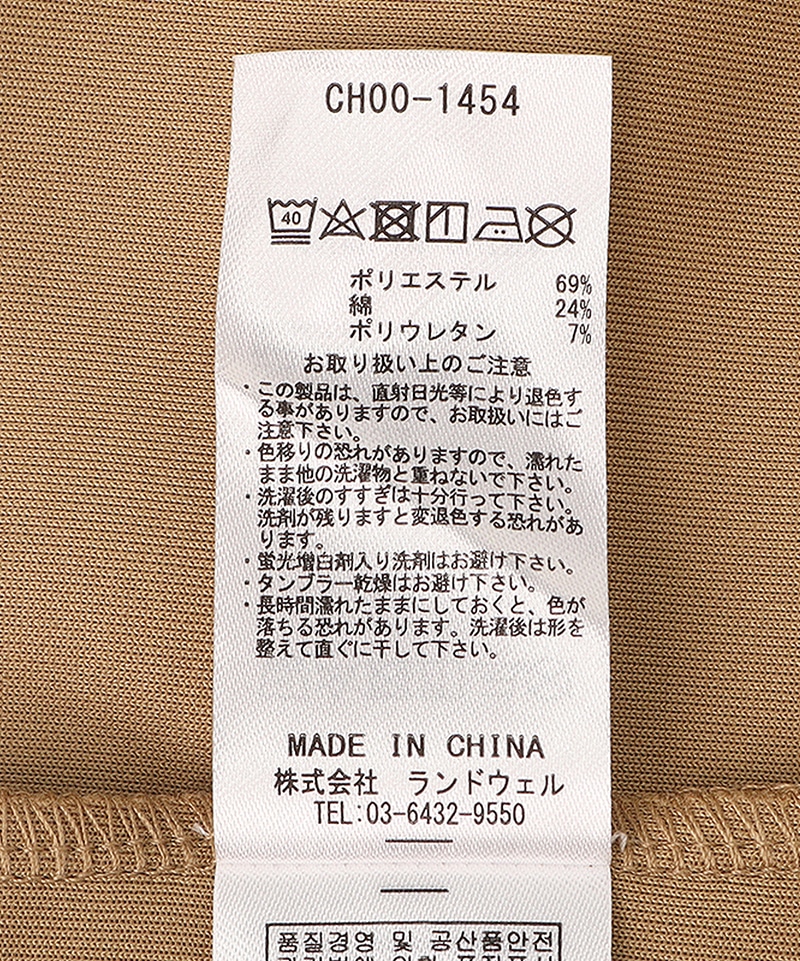 CH00-1454
40
ポリエステル 69%
綿 24%
ポリウレタン 7%
お取り扱い上のご注意
・この製品は、直射日光等により退色す
る事がありますので、お取扱いにはご
注意下さい。
・色移りの恐れがありますので、濡れた
まま他の洗濯物と重ねないで下さい。
・洗濯後のすすぎは十分行って下さい。
洗剤が残りますと変退色する恐れがあ
ります。
・蛍光増白剤入り洗剤はお避け下さい。
・タンブラー乾燥はお避け下さい。
・長時間濡れたままにしておくと、色が
落ちる恐れがあります。洗濯後は形を
整えて直ぐに干して下さい。
MADE IN CHINA
株式会社 ランドウェル
TEL:03-6432-9550
품질경영 및 공산품안전